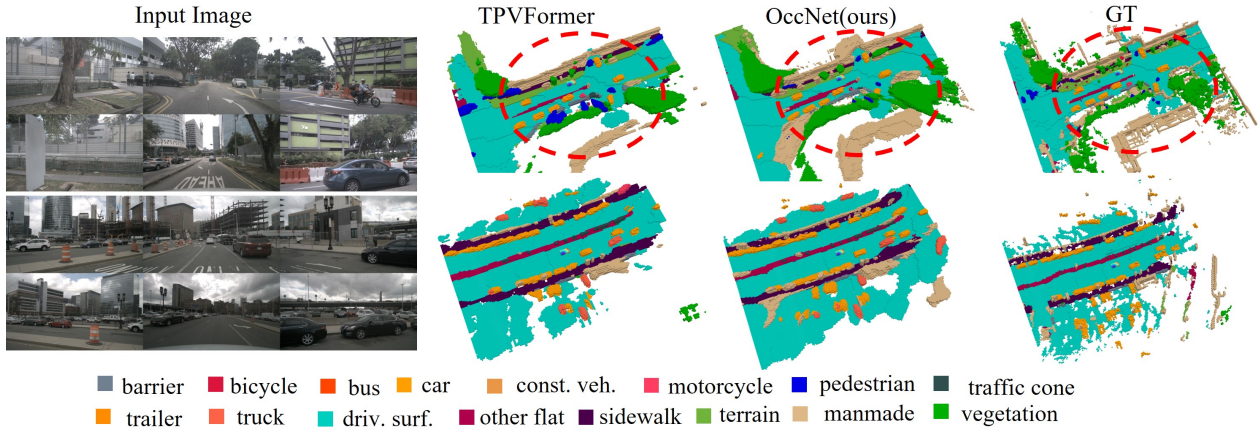 Input Image TPVFormer OccNet(ours) GT
AHEAD
barrier bicycle bus car const. veh. motorcycle pedestrian traffic cone
trailer truck driv. surf. other flat sidewalk terrain manmade vegetation